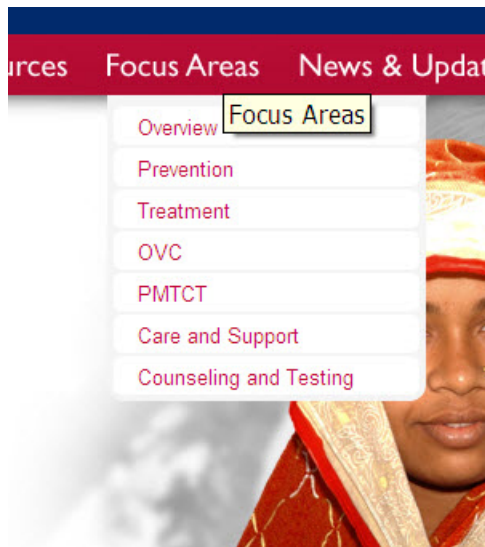 urces Focus Areas News & Updat
Focus Areas
Overview
Prevention
Treatment
OVC
PMTCT
Care and Support
Counseling and Testing